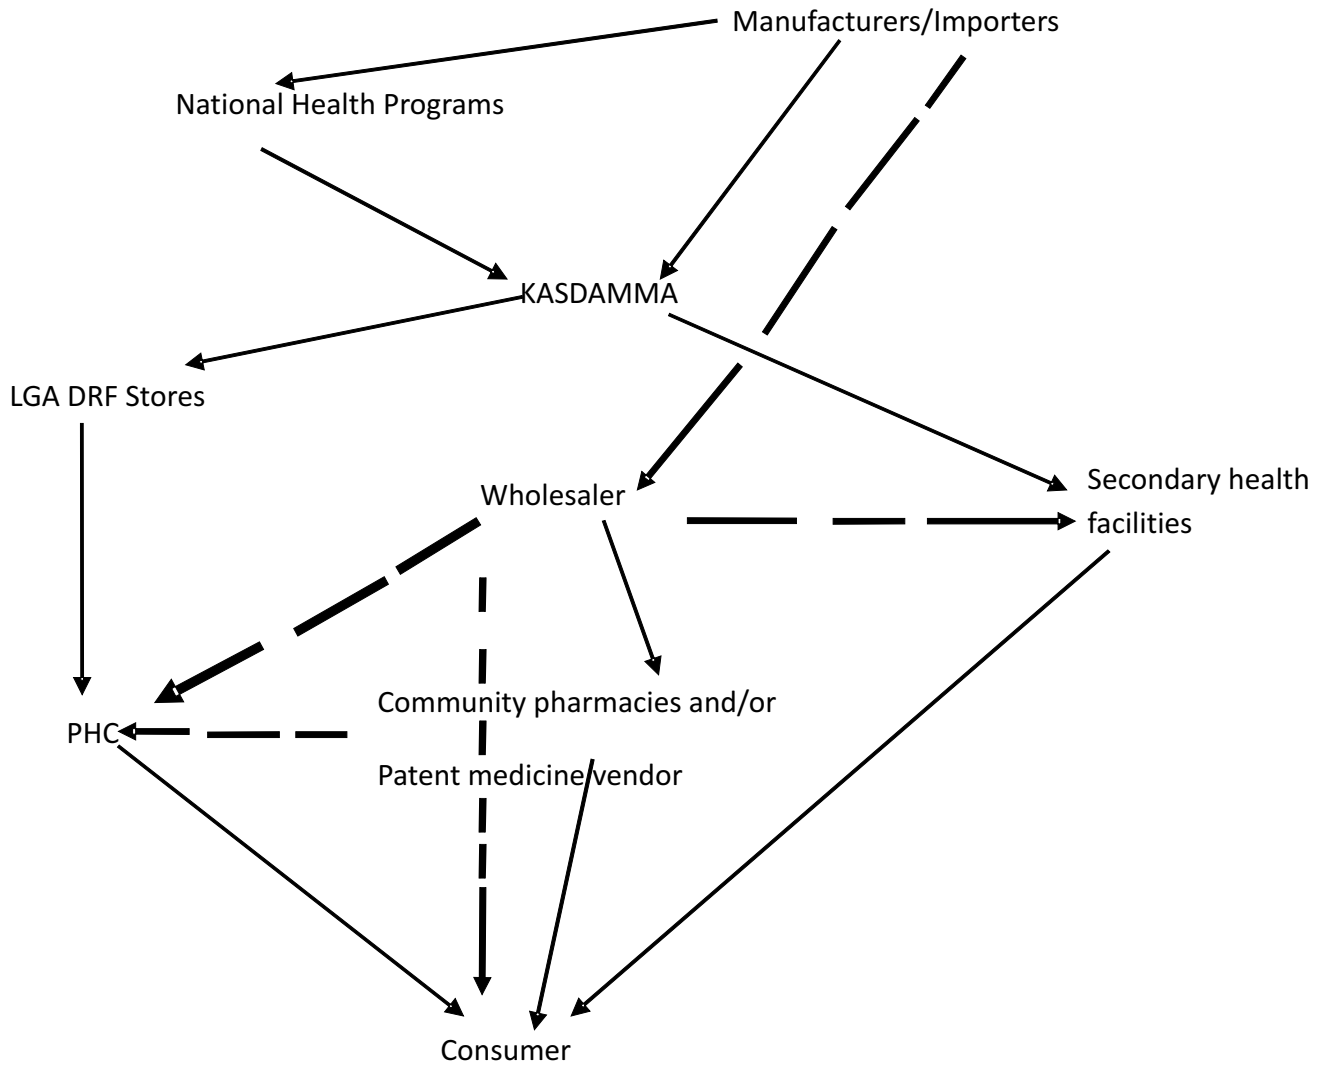 Manufacturers/Importers
National Health Programs
KASDAMMA
LGA DRF Stores
Secondary health
facilities
Wholesaler
Community pharmacies and/or
PHC
Patent medicine vendor
Consumer